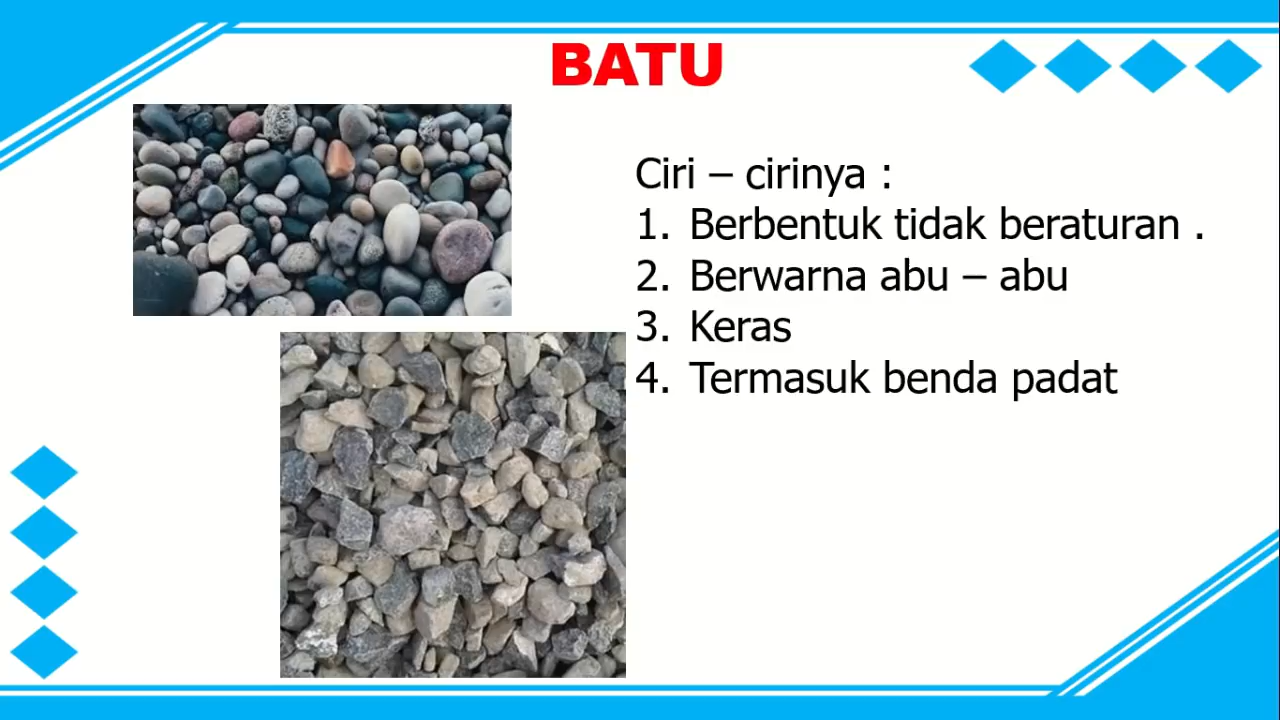 BATU
Ciri – cirinya :
1. Berbentuk tidak beraturan .
2. Berwarna abu – abu
3. Keras
4. Termasuk benda padat